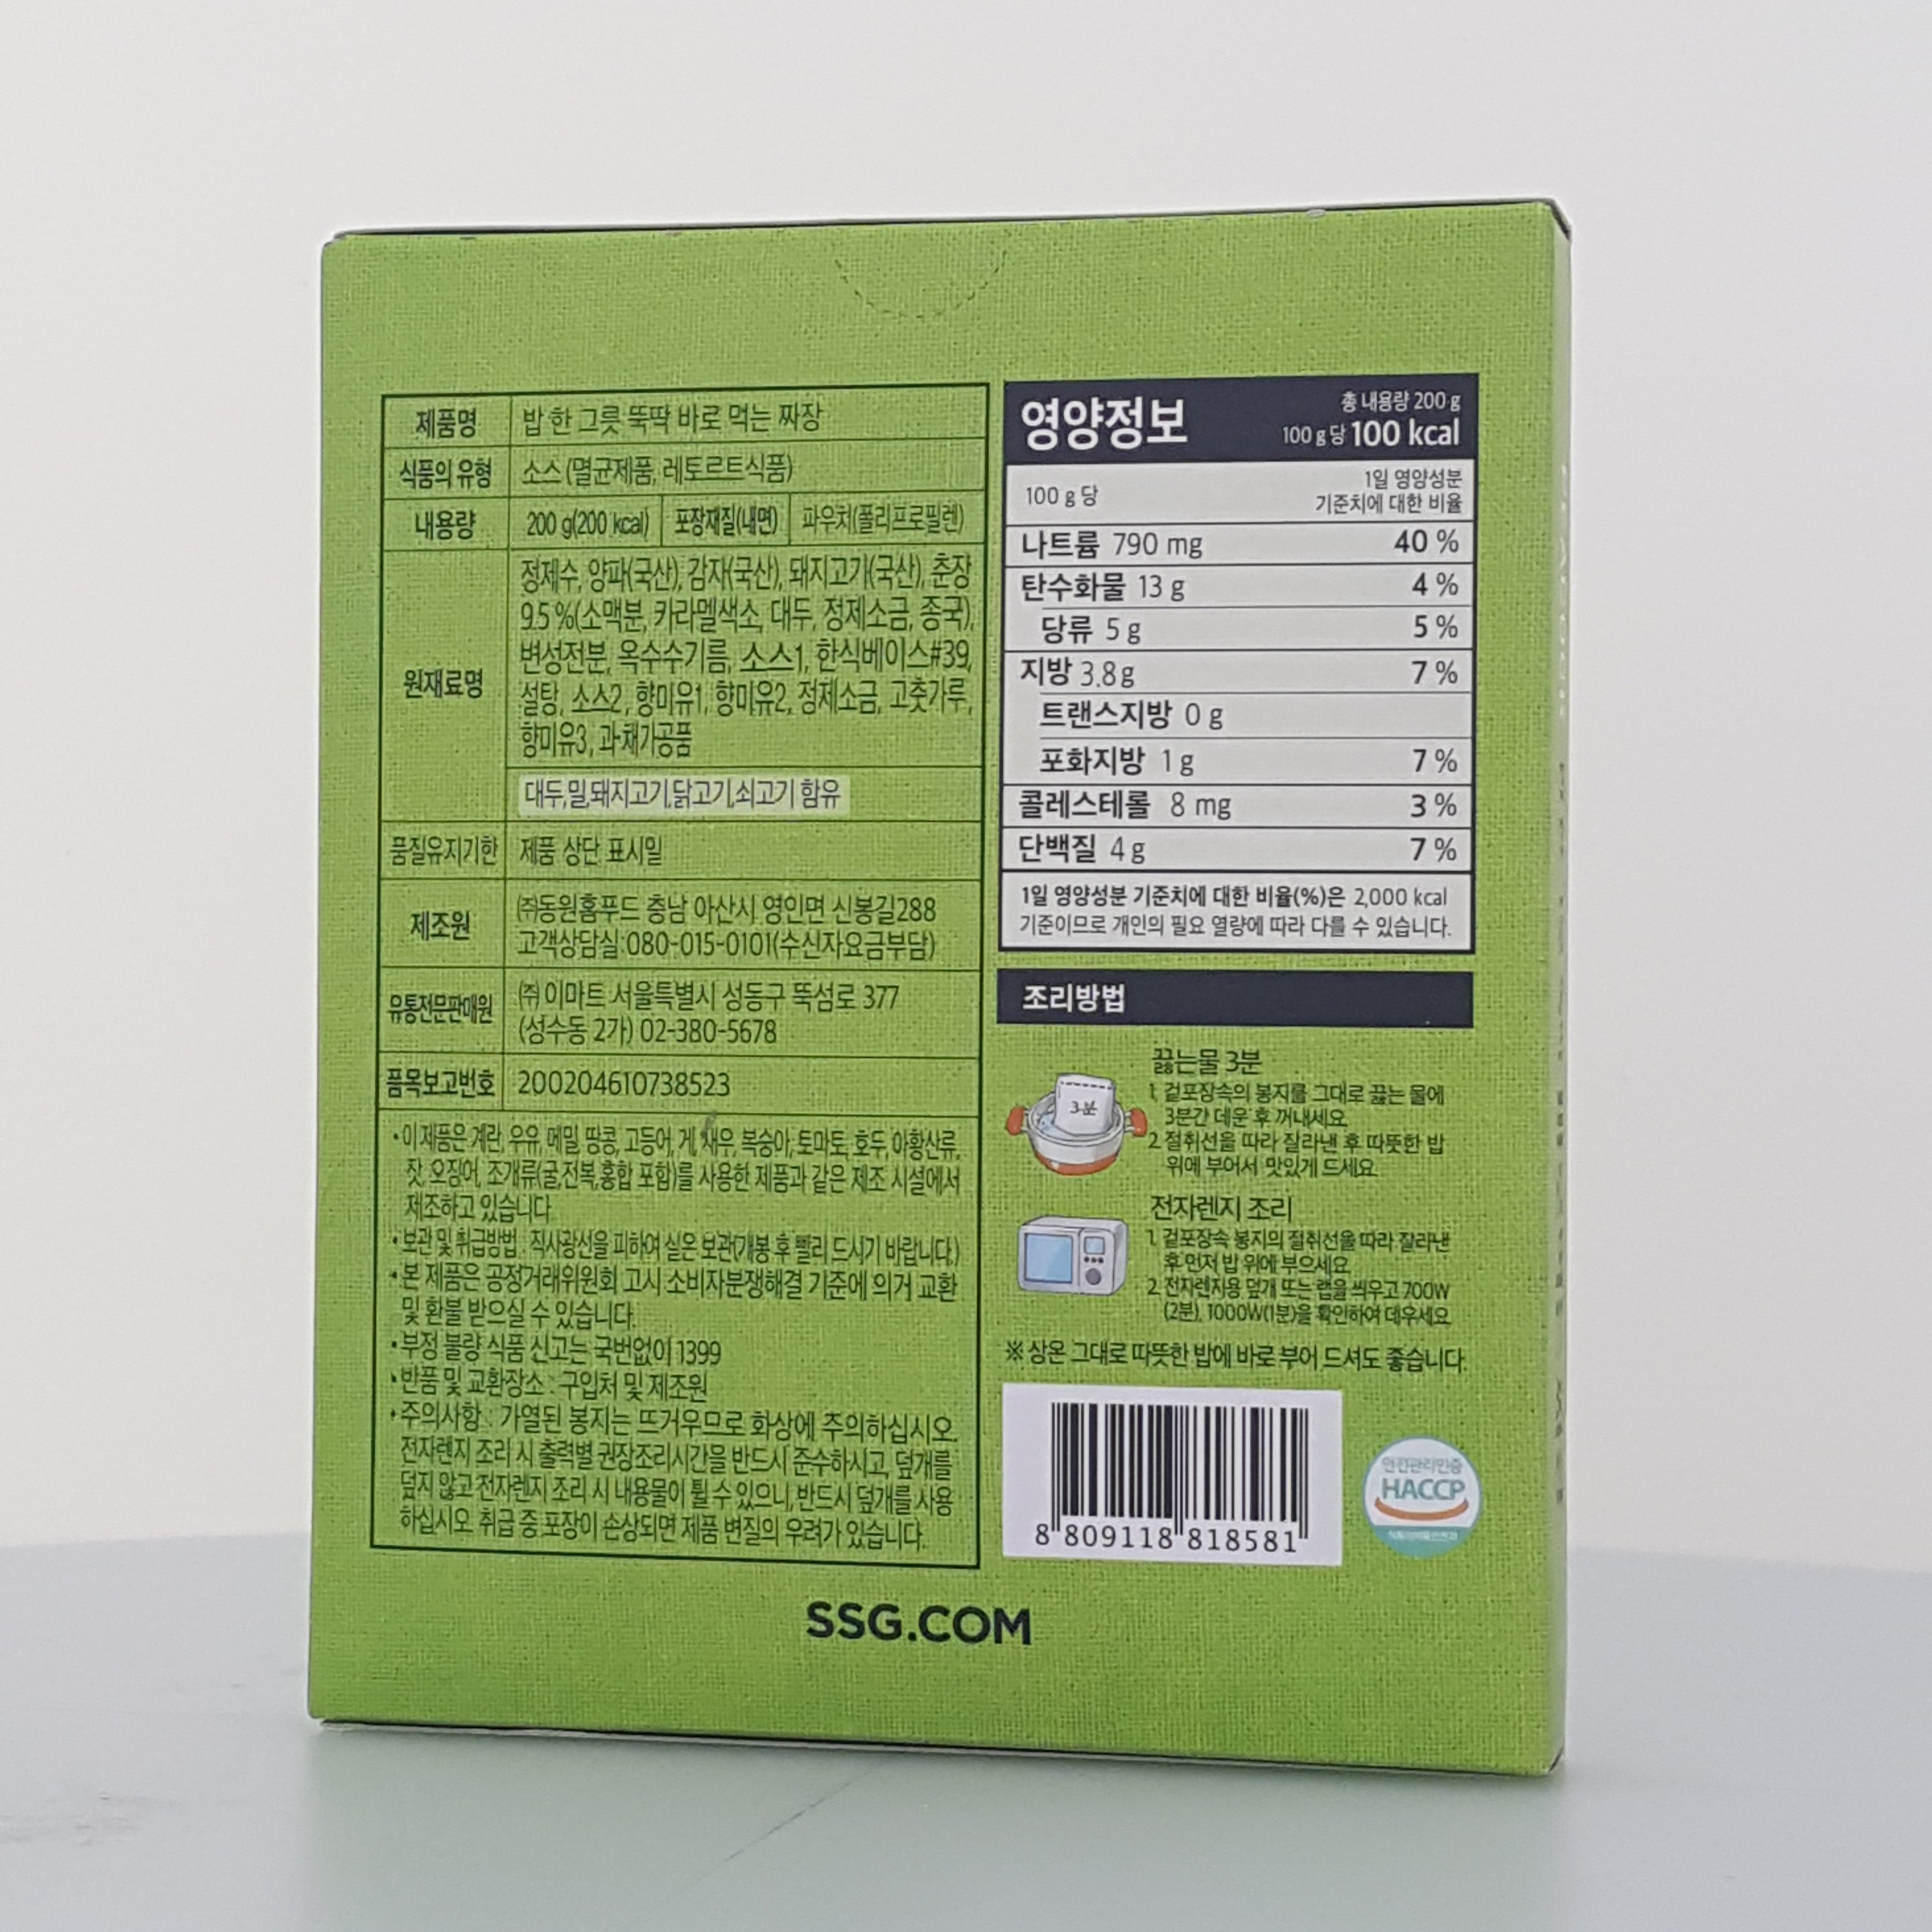 제품명 밥 한 그릇 뚝딱 바로 먹는 짜장
식품의 유형 소스 (멸균제품, 레토르트식품)
내용량 200 g(200 kcal) 포장재질(내면) 파우치(폴리프로필렌)
원재료명
정제수, 양파(국산), 감자(국산), 돼지고기(국산), 춘장
9.5 %(소맥분, 카라멜색소, 대두, 정제소금, 종국),
변성전분, 옥수수기름, 소스1, 한식베이스#39,
설탕, 소스2, 향미유1, 향미유2, 정제소금, 고춧가루,
향미유3, 과·채가공품
대두,밀,돼지고기,닭고기,쇠고기 함유
품질유지기한 제품 상단 표시일
제조원
㈜동원홈푸드 충남 아산시 영인면 신봉길288
고객상담실:080-015-0101(수신자요금부담)
유통전문판매원
㈜ 이마트 서울특별시 성동구 뚝섬로 377
(성수동 2가) 02-380-5678
품목보고번호 200204610738523
•이 제품은 계란, 우유, 메밀, 땅콩, 고등어, 게, 새우, 복숭아, 토마토, 호두, 아황산류,
잣, 오징어, 조개류(굴,전복,홍합 포함)를 사용한 제품과 같은 제조 시설에서
제조하고 있습니다
•보관 및 취급방법 : 직사광선을 피하여 실온 보관(개봉 후 빨리 드시기 바랍니다.)
•본 제품은 공정거래위원회 고시 소비자분쟁해결 기준에 의거 교환
및 환불 받으실 수 있습니다.
•부정 불량 식품 신고는 국번없이 1399
•반품 및 교환장소 : 구입처 및 제조원
•주의사항 : 가열된 봉지는 뜨거우므로 화상에 주의하십시오.
전자렌지 조리 시 출력별 권장조리시간을 반드시 준수하시고, 덮개를
덮지 않고 전자렌지 조리 시 내용물이 튈 수 있으니, 반드시 덮개를 사용
하십시오. 취급 중 포장이 손상되면 제품 변질의 우려가 있습니다.
영양정보
총 내용량 200 g
100 g 당 100 kcal
100 g 당
1일 영양성분
기준치에 대한 비율
나트륨 790 mg 40 %
탄수화물 13 g 4 %
당류 5 g 5 %
지방 3.8 g 7 %
트랜스지방 0 g
포화지방 1 g 7 %
콜레스테롤 8 mg 3 %
단백질 4 g 7 %
1일 영양성분 기준치에 대한 비율(%)은 2,000 kcal
기준이므로 개인의 필요 열량에 따라 다를 수 있습니다.
조리방법
3분
끓는물 3분
1. 겉포장속의 봉지를 그대로 끓는 물에
3분간 데운 후 꺼내세요.
2. 절취선을 따라 잘라낸 후 따뜻한 밥
위에 부어서 맛있게 드세요.
전자렌지 조리
1. 겉포장속 봉지의 절취선을 따라 잘라낸
후 먼저 밥 위에 부으세요.
2. 전자렌지용 덮개 또는 랩을 씌우고 700W
(2분), 1000W(1분)을 확인하여 데우세요.
※ 상온 그대로 따뜻한 밥에 바로 부어 드셔도 좋습니다.
8 809118 818581
안전관리인증
HACCP
SSG.COM